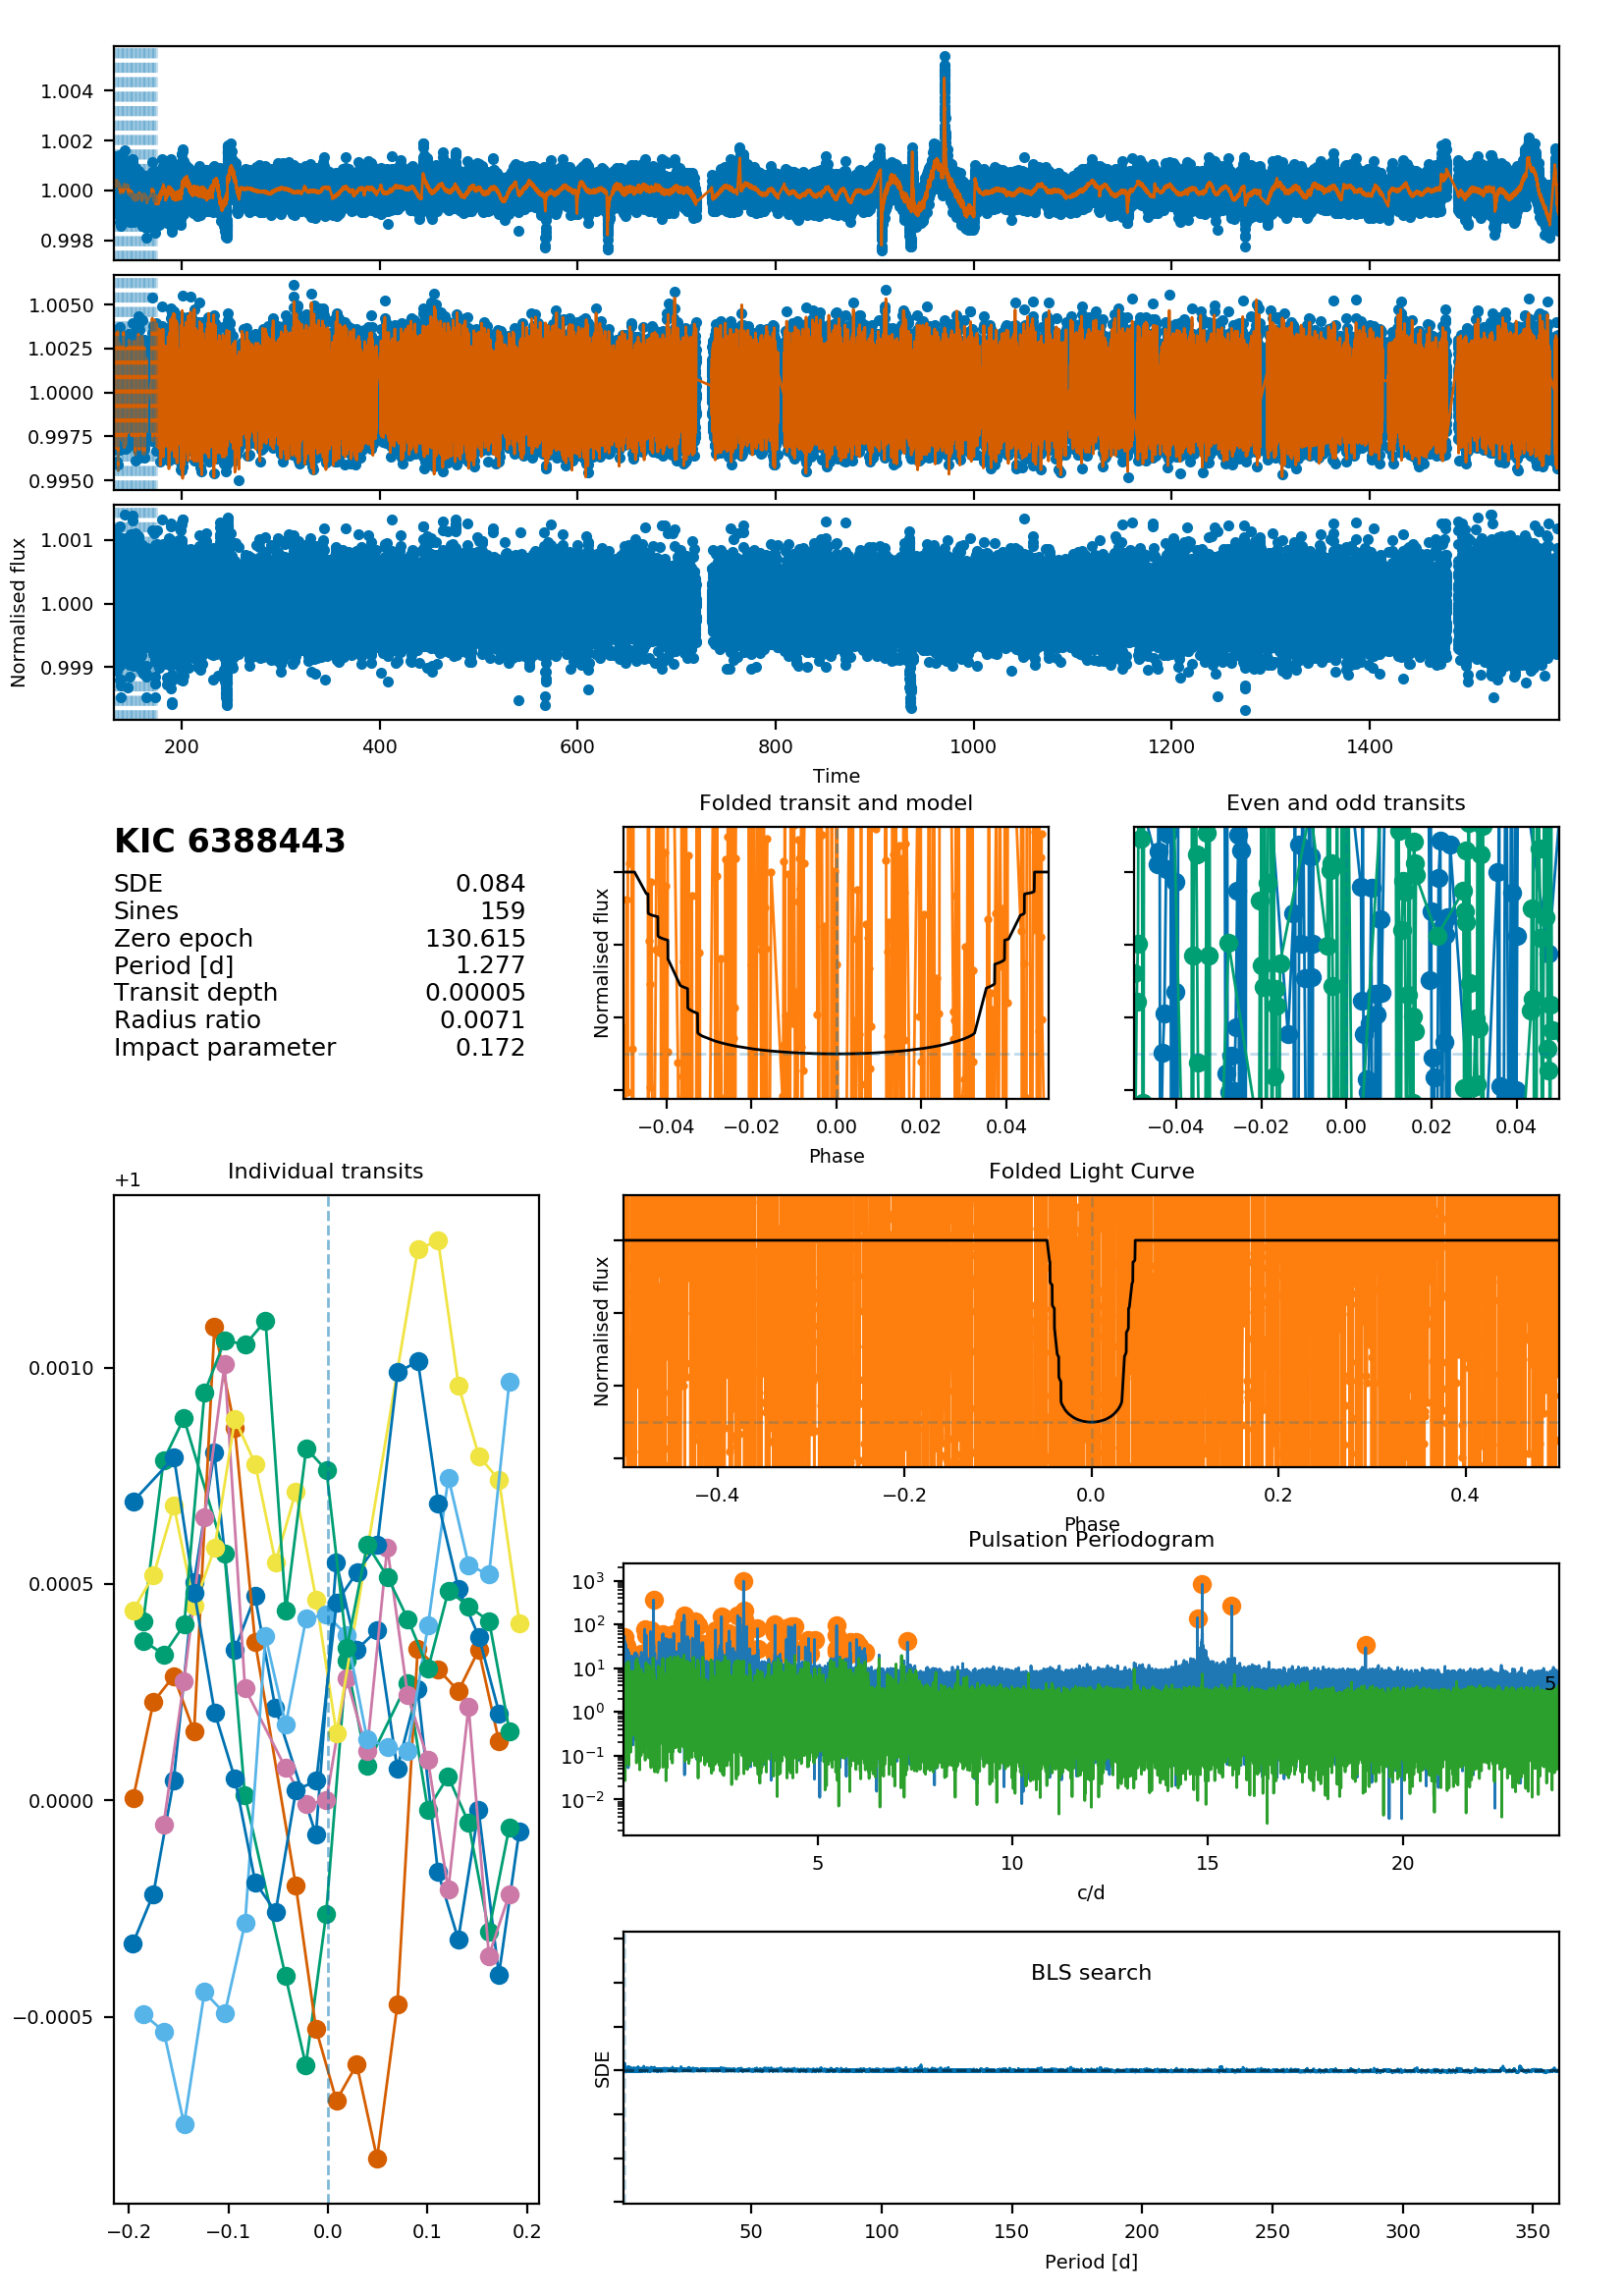 1.004
1.002
1.000
0.998
1.0050
1.0025
1.0000
0.9975
0.9950
1.001
1.000
0.999
Normalised flux
200 400 600 800 1000 1200 1400
Time
KIC 6388443
SDE 0.084
Sines 159
Zero epoch 130.615
Period [d] 1.277
Transit depth 0.00005
Radius ratio 0.0071
Impact parameter 0.172
Folded transit and model
Normalised flux
−0.04 −0.02 0.00 0.02 0.04
Phase
Even and odd transits
−0.04 −0.02 0.00 0.02 0.04
Individual transits
+1
0.0010
0.0005
0.0000
−0.0005
−0.2 −0.1 0.0 0.1 0.2
Folded Light Curve
Normalised flux
−0.4 −0.2 0.0 0.2 0.4
Phase
Pulsation Periodogram
10³
10²
10¹
10⁰
10⁻¹
10⁻²
5
5 10 15 20
c/d
BLS search
SDE
50 100 150 200 250 300 350
Period [d]